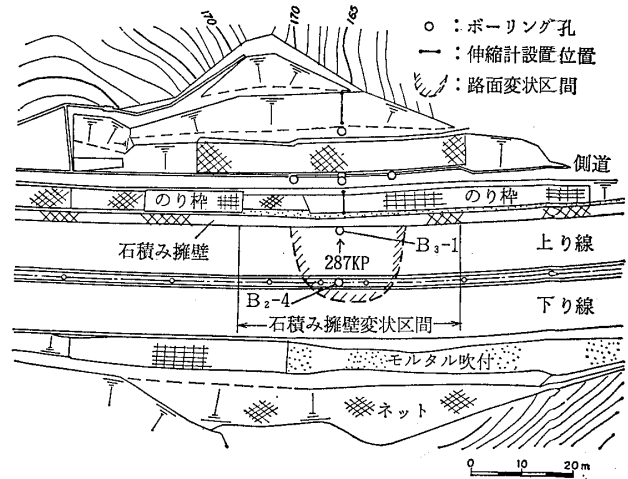 170
170
165
○：ボーリング孔
：伸縮計設置位置
：路面変状区間
側道
のり枠
のり枠
石積み擁壁
B₃-1
上り線
287KP
B₂-4
下り線
石積み擁壁変状区間
モルタル吹付
ネット
0 10 20m